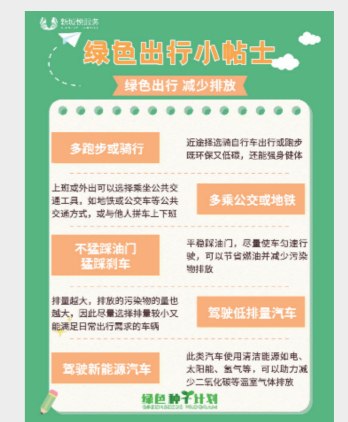 绿色出行小帖士
绿色出行 减少排放
多跑步或骑行
近途择选骑自行车出行或跑步
既环保又低碳，还能强身健体
上班或外出可以选择乘坐公共交
通工具。如地铁或公交车等公共
交通方式，或与他人拼车上下班
多乘公交或地铁
不猛踩油门
猛踩刹车
平稳踩油门，尽量使车匀速行
驶，可以节省燃油并减少污染
物排放
排量越大，排放的污染物的量也
越大，因此尽量选择排量较小又
能满足日常出行需求的车辆
驾驶低排量汽车
驾驶新能源汽车
此类汽车使用清洁能源如电、
太阳能、氢气等，可以助力减
少二氧化碳等温室气体排放
绿色种子计划